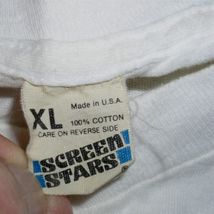 XL
Made in U.S.A.
100% COTTON
CARE ON REVERSE SIDE
SCREEN
STARS